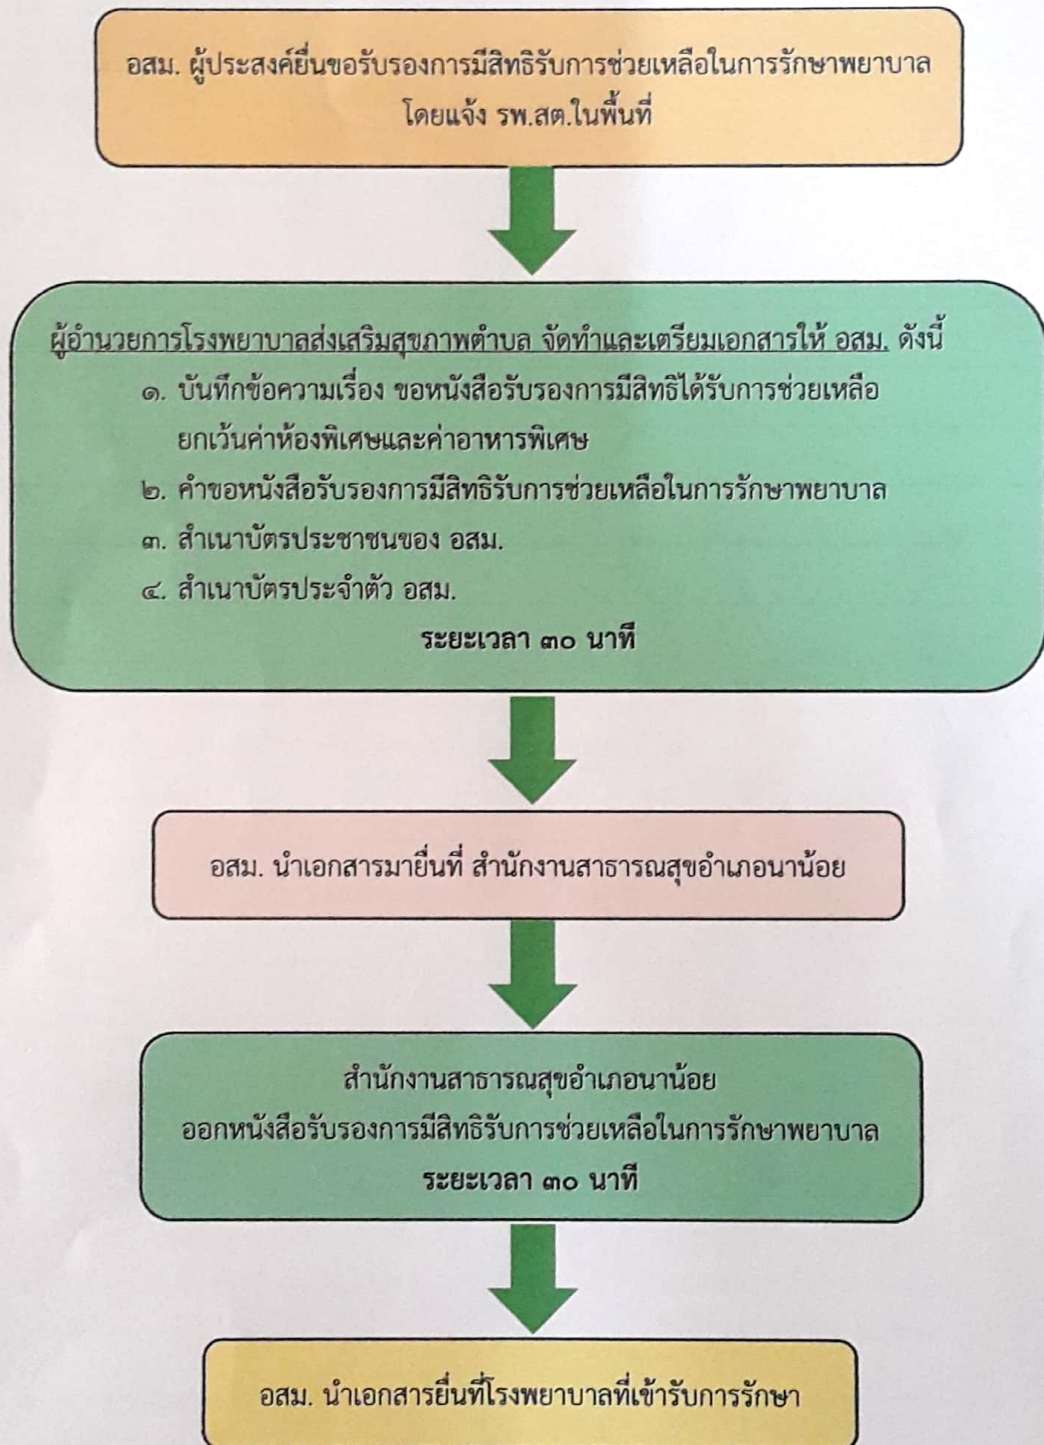 อสม. ผู้ประสงค์ยื่นขอรับรองการมีสิทธิรับการช่วยเหลือในการรักษาพยาบาล
โดยแจ้ง รพ.สต.ในพื้นที่
ผู้อำนวยการโรงพยาบาลส่งเสริมสุขภาพตำบล จัดทำและเตรียมเอกสารให้ อสม. ดังนี้
๑. บันทึกข้อความเรื่อง ขอหนังสือรับรองการมีสิทธิได้รับการช่วยเหลือ
ยกเว้นค่าห้องพิเศษและค่าอาหารพิเศษ
๒. คำขอหนังสือรับรองการมีสิทธิรับการช่วยเหลือในการรักษาพยาบาล
๓. สำเนาบัตรประชาชนของ อสม.
๔. สำเนาบัตรประจำตัว อสม.
ระยะเวลา ๓๐ นาที
อสม. นำเอกสารมายื่นที่ สำนักงานสาธารณสุขอำเภอนาน้อย
สำนักงานสาธารณสุขอำเภอนาน้อย
ออกหนังสือรับรองการมีสิทธิรับการช่วยเหลือในการรักษาพยาบาล
ระยะเวลา ๓๐ นาที
อสม. นำเอกสารยื่นที่โรงพยาบาลที่เข้ารับการรักษา